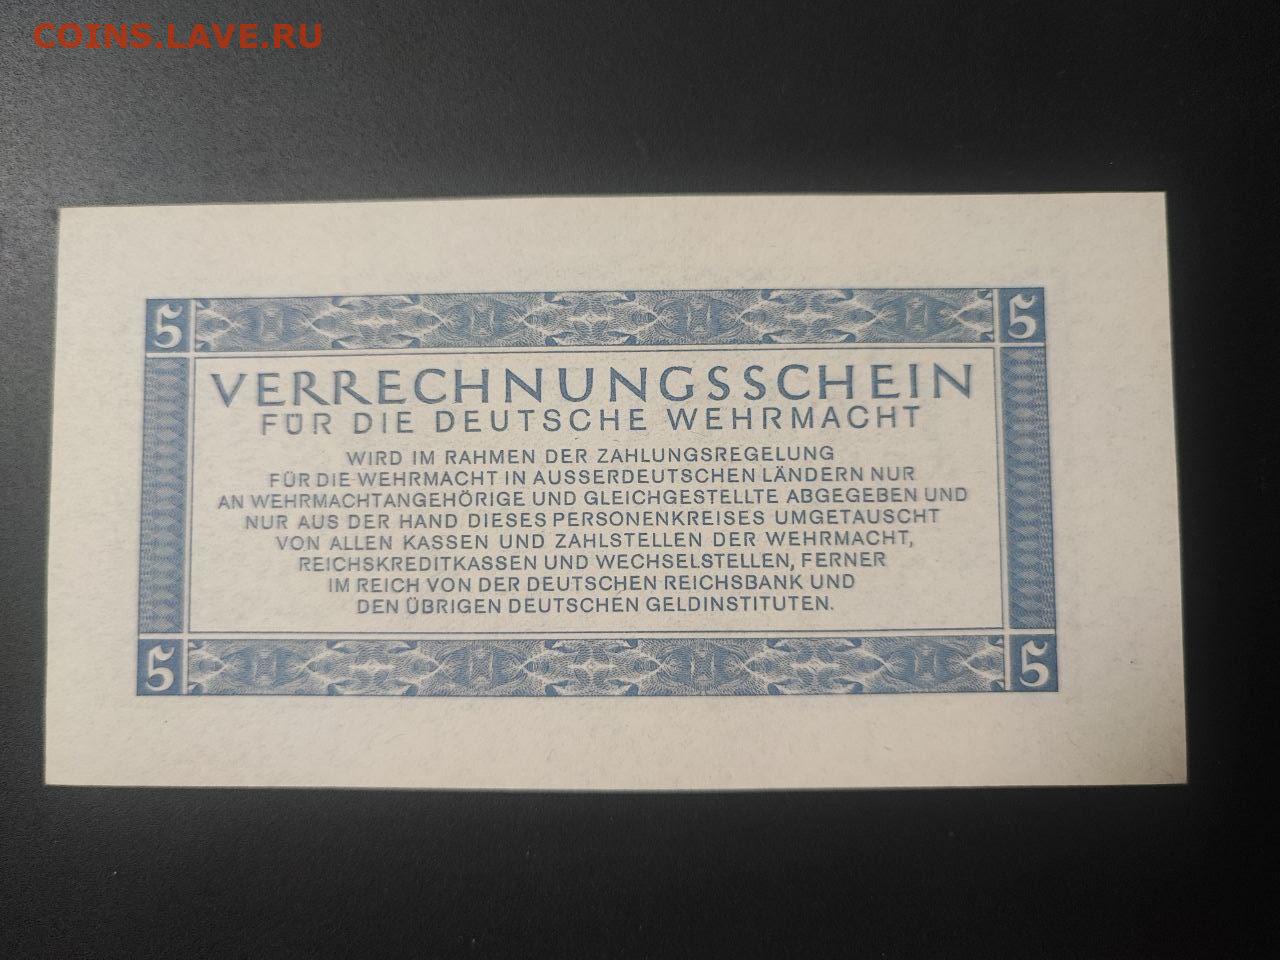 COINS.LAVE.RU
5 5
VERRECHNUNGSSCHEIN
FÜR DIE DEUTSCHE WEHRMACHT
WIRD IM RAHMEN DER ZAHLUNGSREGELUNG
FÜR DIE WEHRMACHT IN AUSSERDEUTSCHEN LÄNDERN NUR
AN WEHRMACHTANGEHÖRIGE UND GLEICHGESTELLTE ABGEGEBEN UND
NUR AUS DER HAND DIESES PERSONENKREISES UMGETAUSCHT
VON ALLEN KASSEN UND ZAHLSTELLEN DER WEHRMACHT,
REICHSKREDITKASSEN UND WECHSELSTELLEN, FERNER
IM REICH VON DER DEUTSCHEN REICHSBANK UND
DEN ÜBRIGEN DEUTSCHEN GELDINSTITUTEN.
5 5